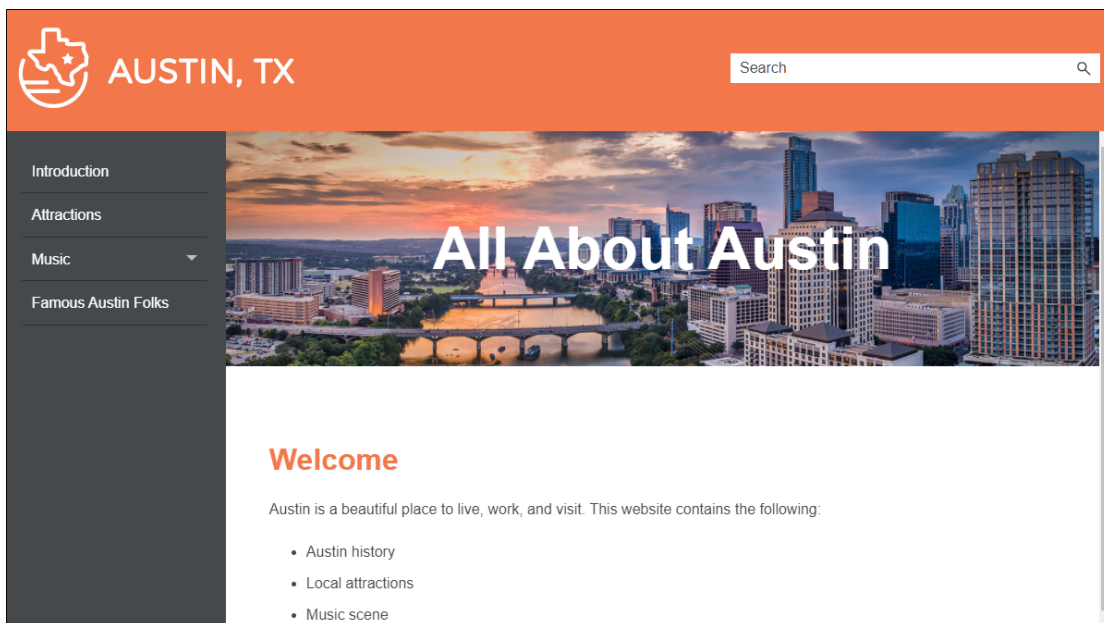 AUSTIN, TX
Search
Introduction
Attractions
Music
Famous Austin Folks
All About Austin
Welcome
Austin is a beautiful place to live, work, and visit. This website contains the following:
• Austin history
• Local attractions
• Music scene